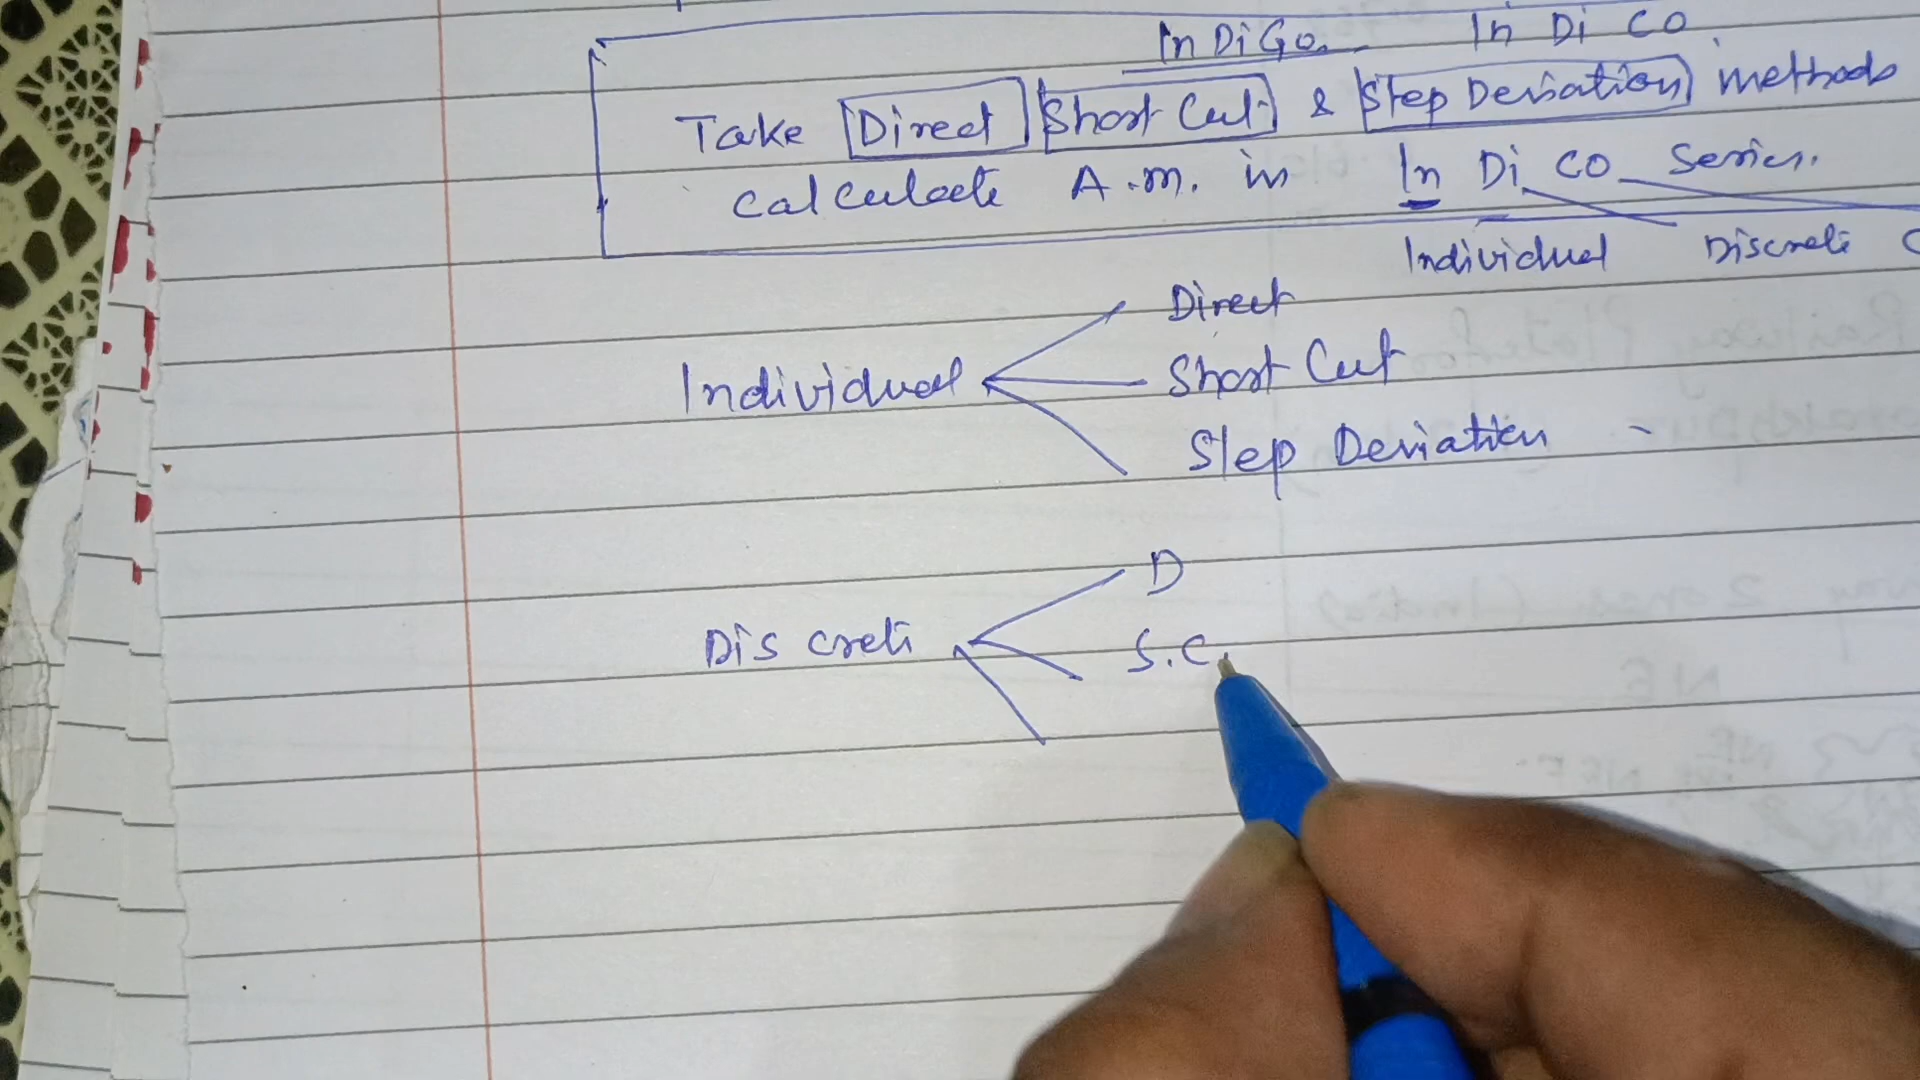 In Di Go In Di CO
Take Direct Short Cut & Step Deviation methods
calculate A.m. in In Di CO Series.
Individual Discrete C
Direct
Individual Short Cut
Step Deviation -
D
Discrete S.C.